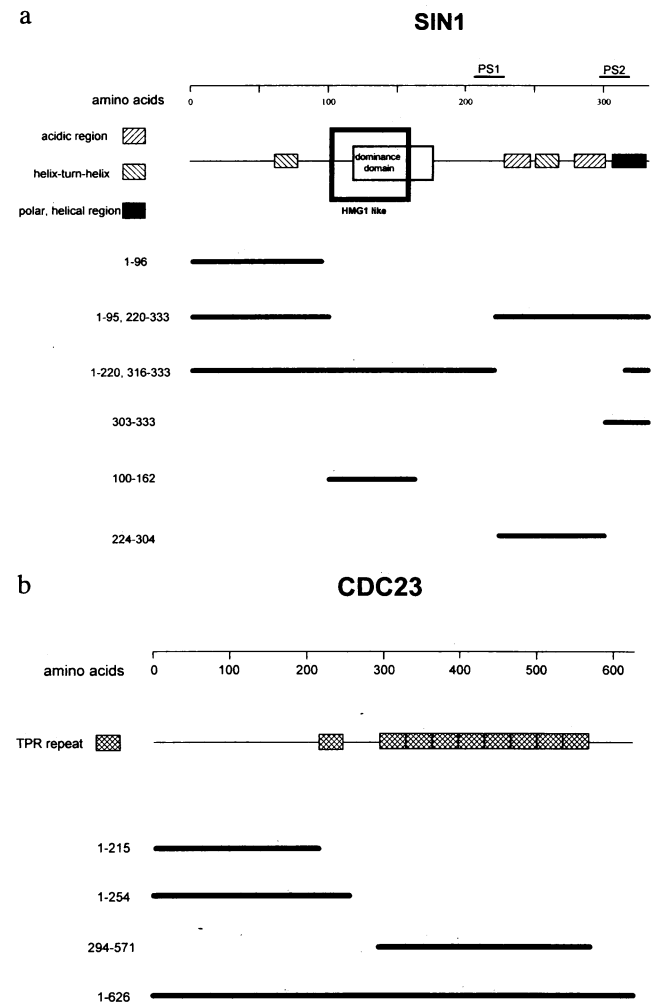 a
SIN1
PS1 PS2
amino acids
0 100 200 300
acidic region
helix-turn-helix
polar, helical region
dominance
domain
HMG1 like
1-96
1-95, 220-333
1-220, 316-333
303-333
100-162
224-304
b
CDC23
amino acids
0 100 200 300 400 500 600
TPR repeat
1-215
1-254
294-571
1-626